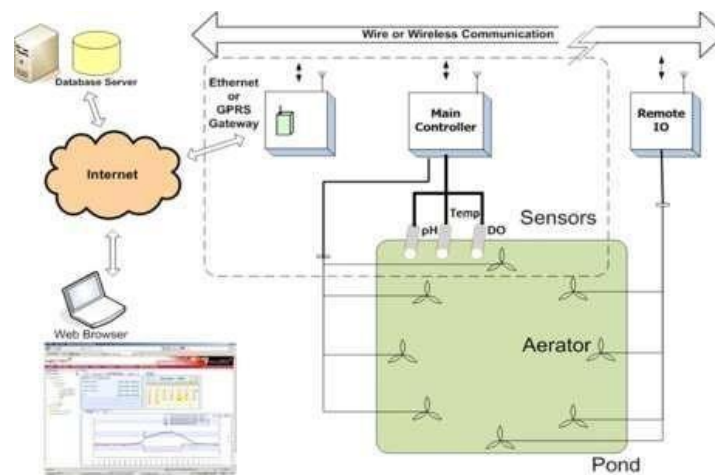 Wire or Wireless Communication
Database Server
Ethernet
or
GPRS
Gateway
Main
Controller
Remote
IO
Internet
Temp
Sensors
pH
DO
Web Browser
Aerator
Pond